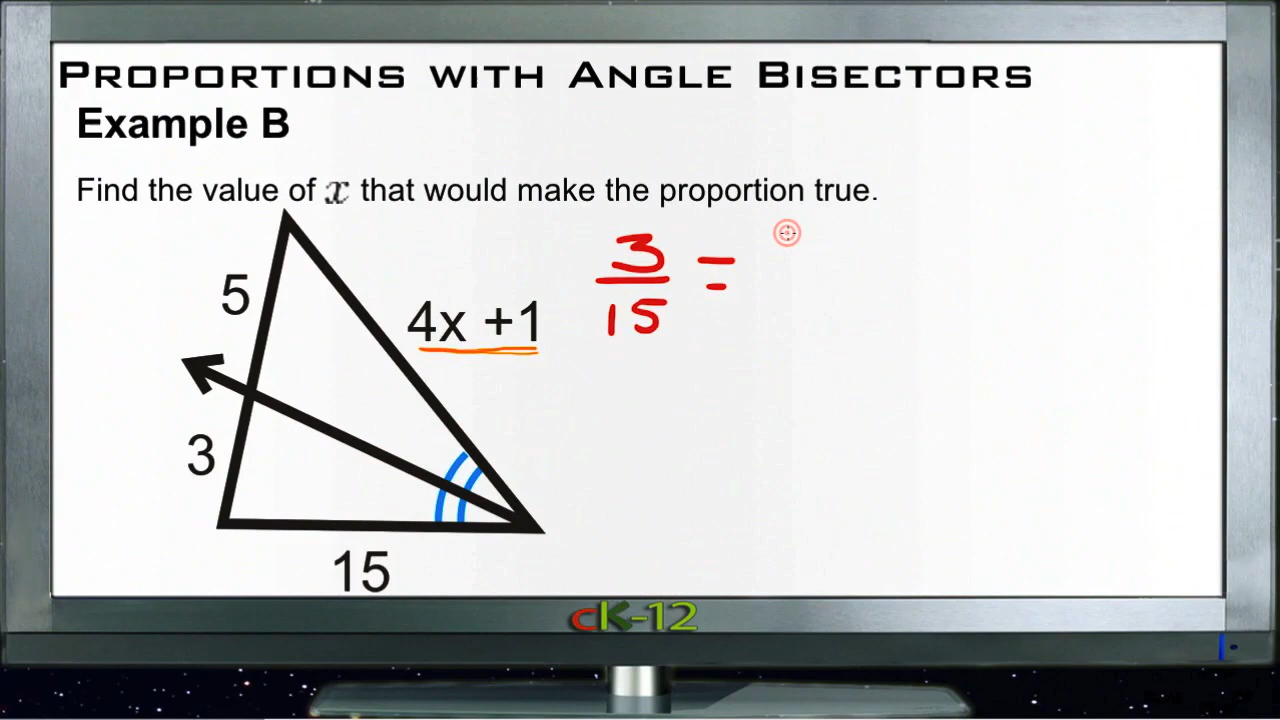 PROPORTIONS WITH ANGLE BISECTORS
Example B
Find the value of x that would make the proportion true.
5
4x +1
3
15
3
15
=
cK-12